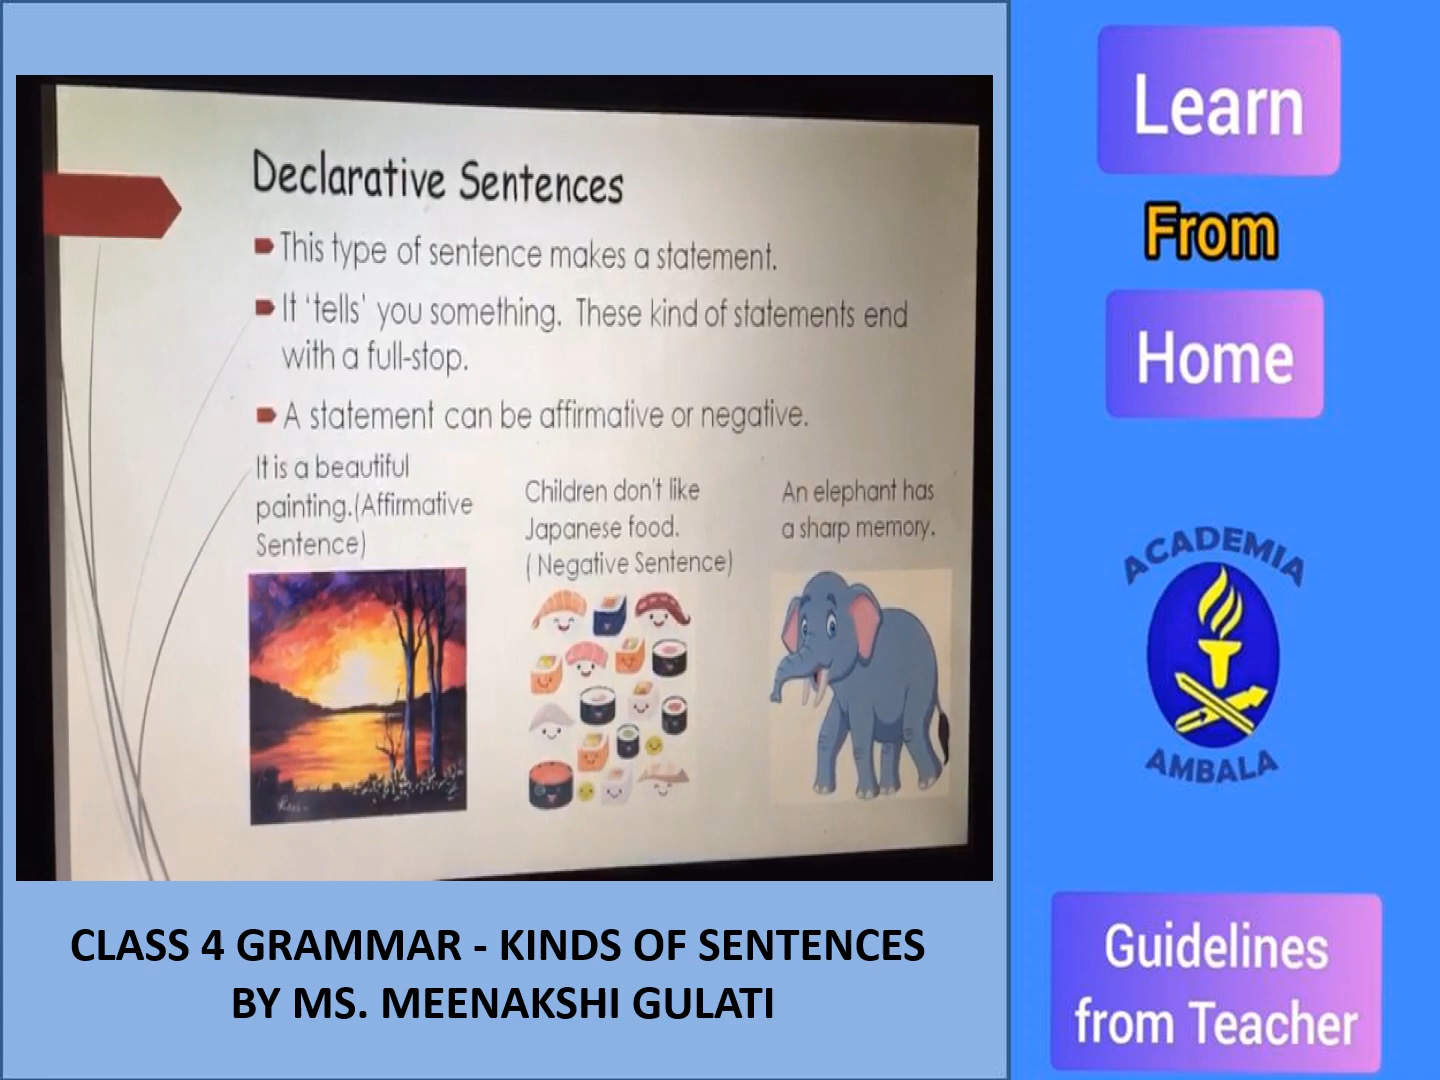 Declarative Sentences
This type of sentence makes a statement.
It ‘tells’ you something. These kind of statements end
with a full-stop.
A statement can be affirmative or negative.
It is a beautiful
painting.(Affirmative
Sentence)
Children don't like
Japanese food.
( Negative Sentence)
An elephant has
a sharp memory.
CLASS 4 GRAMMAR - KINDS OF SENTENCES
BY MS. MEENAKSHI GULATI
Learn
From
Home
ACADEMIA
AMBALA
Guidelines
from Teacher